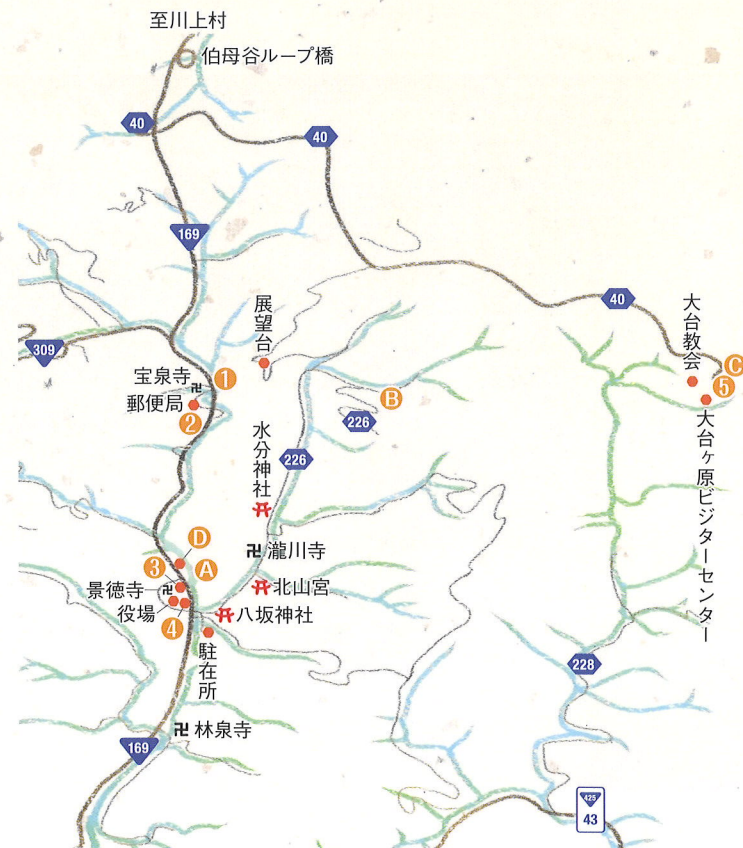 至川上村
伯母谷ループ橋
40
40
169
40
展望台
大台教会
309
C
宝泉寺
1
5
郵便局
B
2
226
大台ヶ原ビジターセンター
水分神社
226
瀧川寺
D
3
A
景徳寺
北山宮
役場
4
八坂神社
駐在所
228
林泉寺
169
425
43